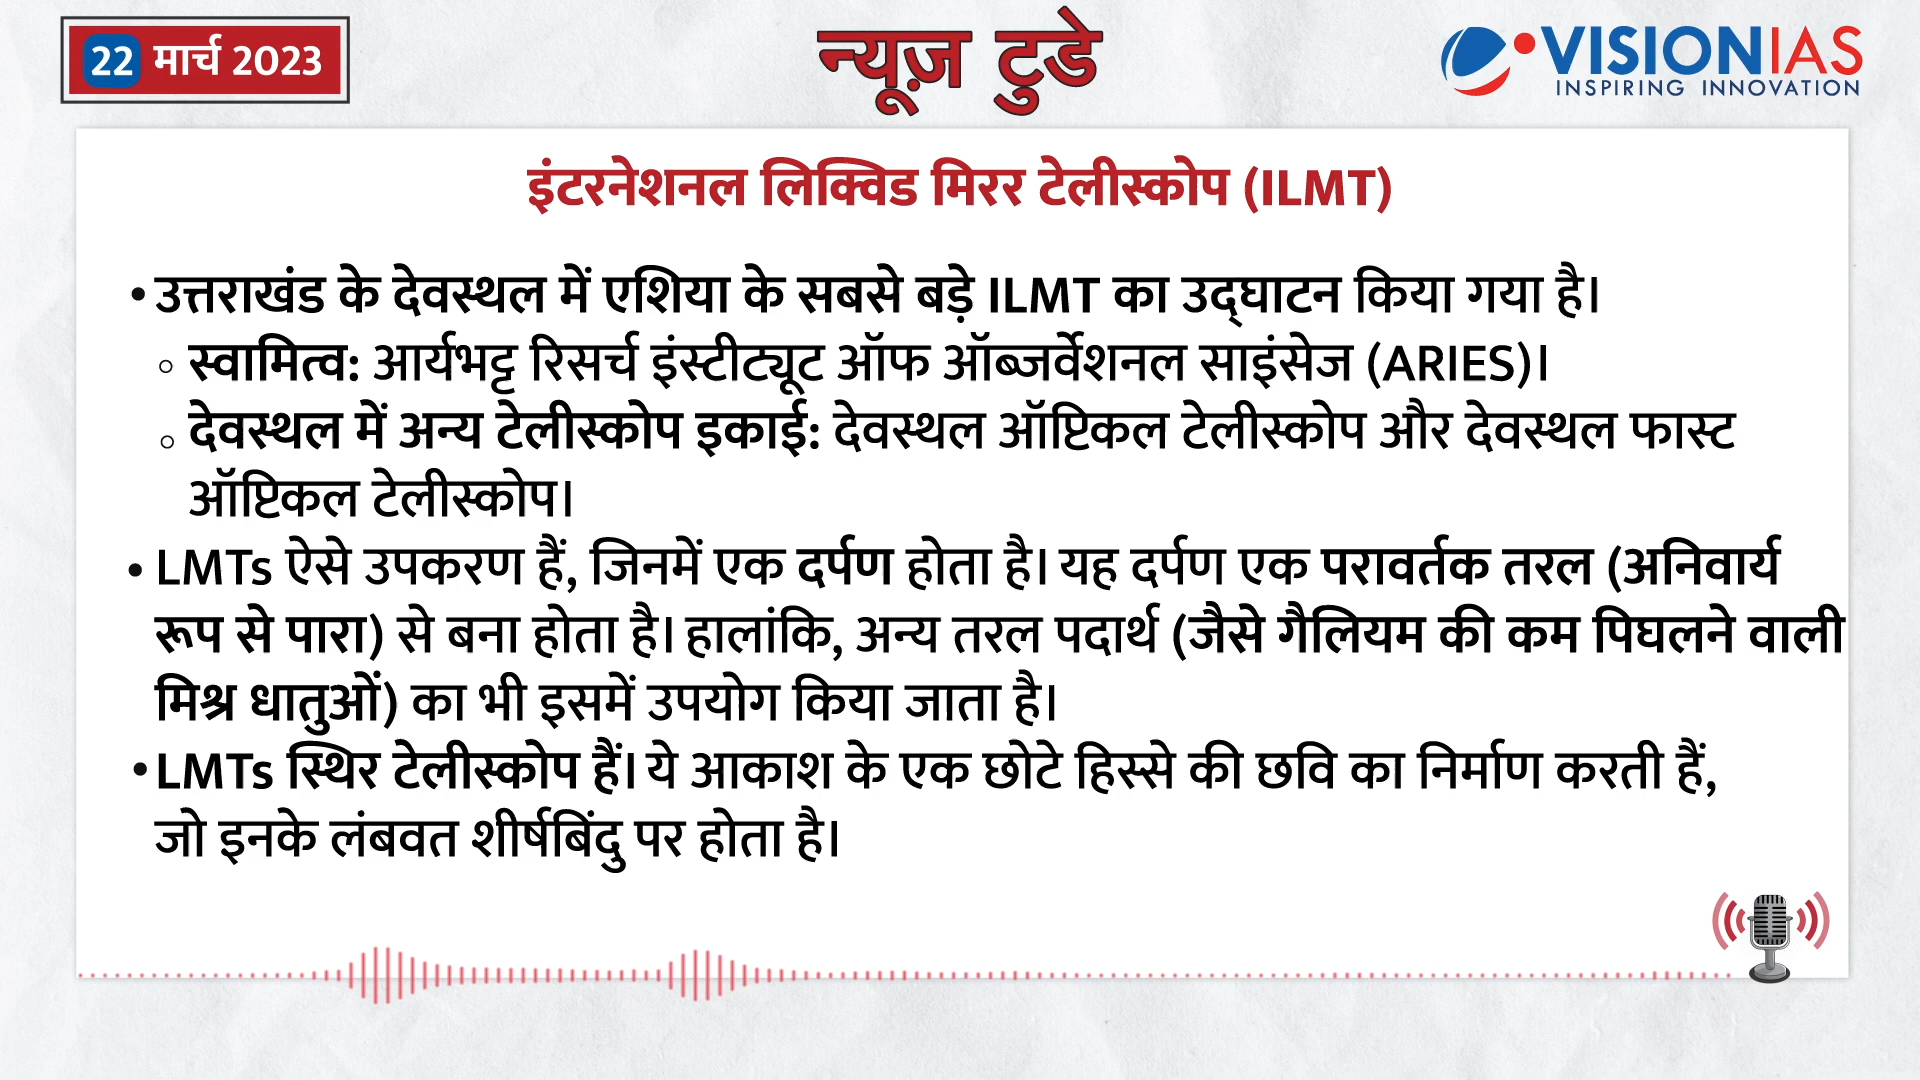 22 मार्च 2023
न्यूज़ टुडे
VISIONIAS
INSPIRING INNOVATION
इंटरनेशनल लिक्विड मिरर टेलीस्कोप (ILMT)
• उत्तराखंड के देवस्थल में एशिया के सबसे बड़े ILMT का उद्घाटन किया गया है।
◦ स्वामित्व: आर्यभट्ट रिसर्च इंस्टीट्यूट ऑफ ऑब्जर्वेशनल साइंसेज (ARIES)।
◦ देवस्थल में अन्य टेलीस्कोप इकाई: देवस्थल ऑप्टिकल टेलीस्कोप और देवस्थल फास्ट
ऑप्टिकल टेलीस्कोप।
• LMTs ऐसे उपकरण हैं, जिनमें एक दर्पण होता है। यह दर्पण एक परावर्तक तरल (अनिवार्य
रूप से पारा) से बना होता है। हालांकि, अन्य तरल पदार्थ (जैसे गैलियम की कम पिघलने वाली
मिश्र धातुओं) का भी इसमें उपयोग किया जाता है।
• LMTs स्थिर टेलीस्कोप हैं। ये आकाश के एक छोटे हिस्से की छवि का निर्माण करती हैं,
जो इनके लंबवत शीर्षबिंदु पर होता है।